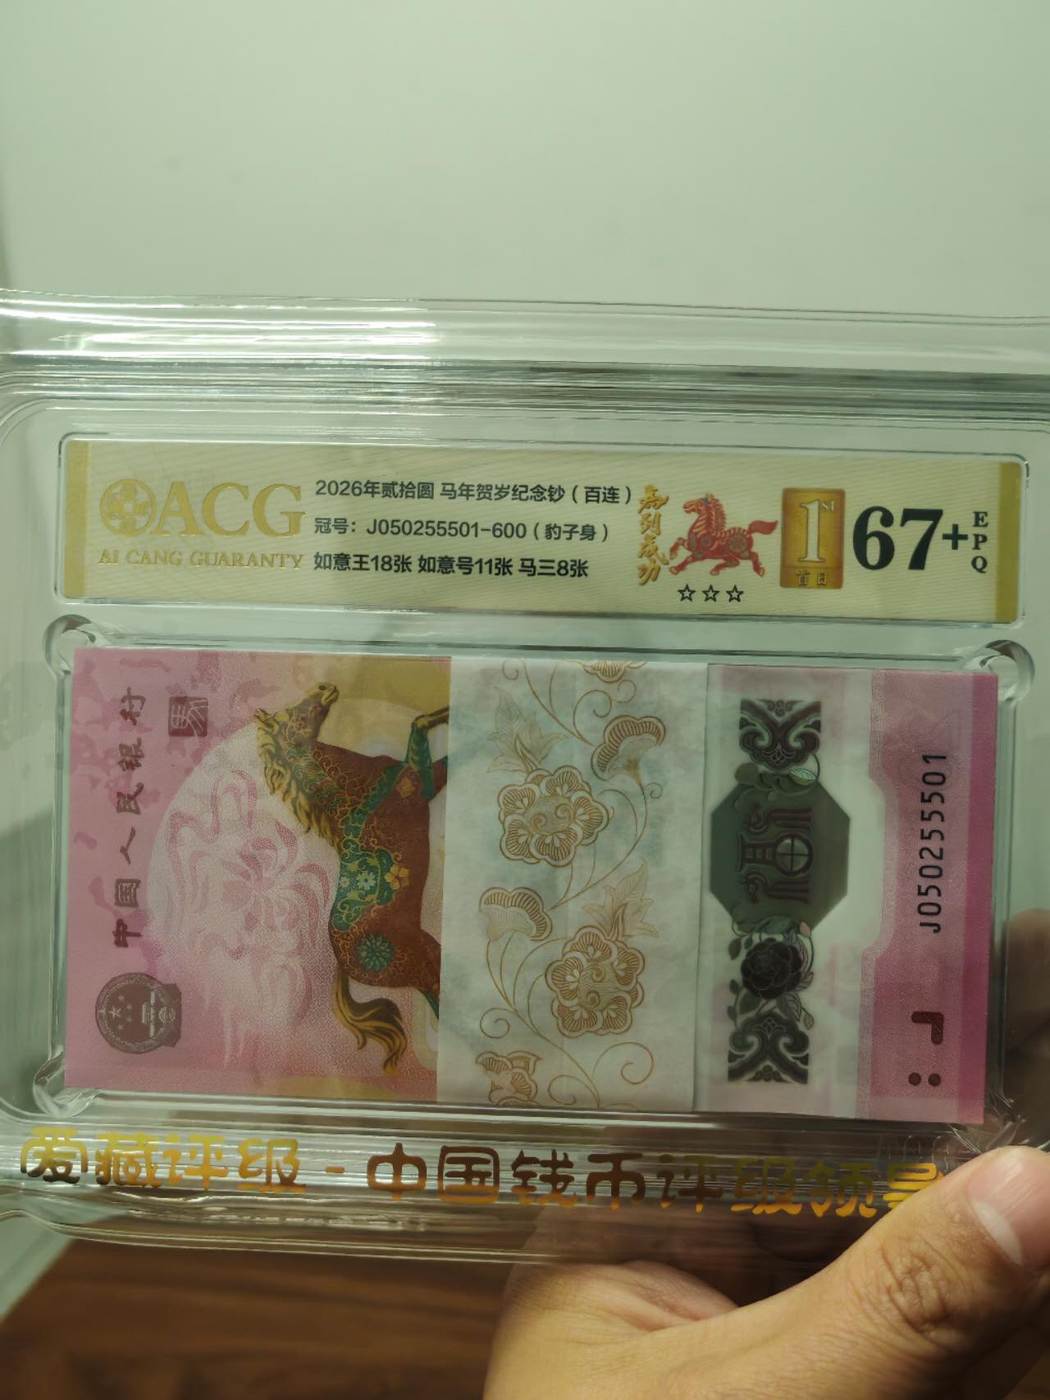 ACG
AI CANG GUARANTY
2026年贰拾圆 马年贺岁纪念钞（百连）
冠号：J050255501-600（豹子身）
如意王18张 如意号11张 马三8张
马到成功
☆☆☆
1ST
首日
67+
EPQ
中国人民银行
J050255501
爱藏评级-中国钱币评级领导